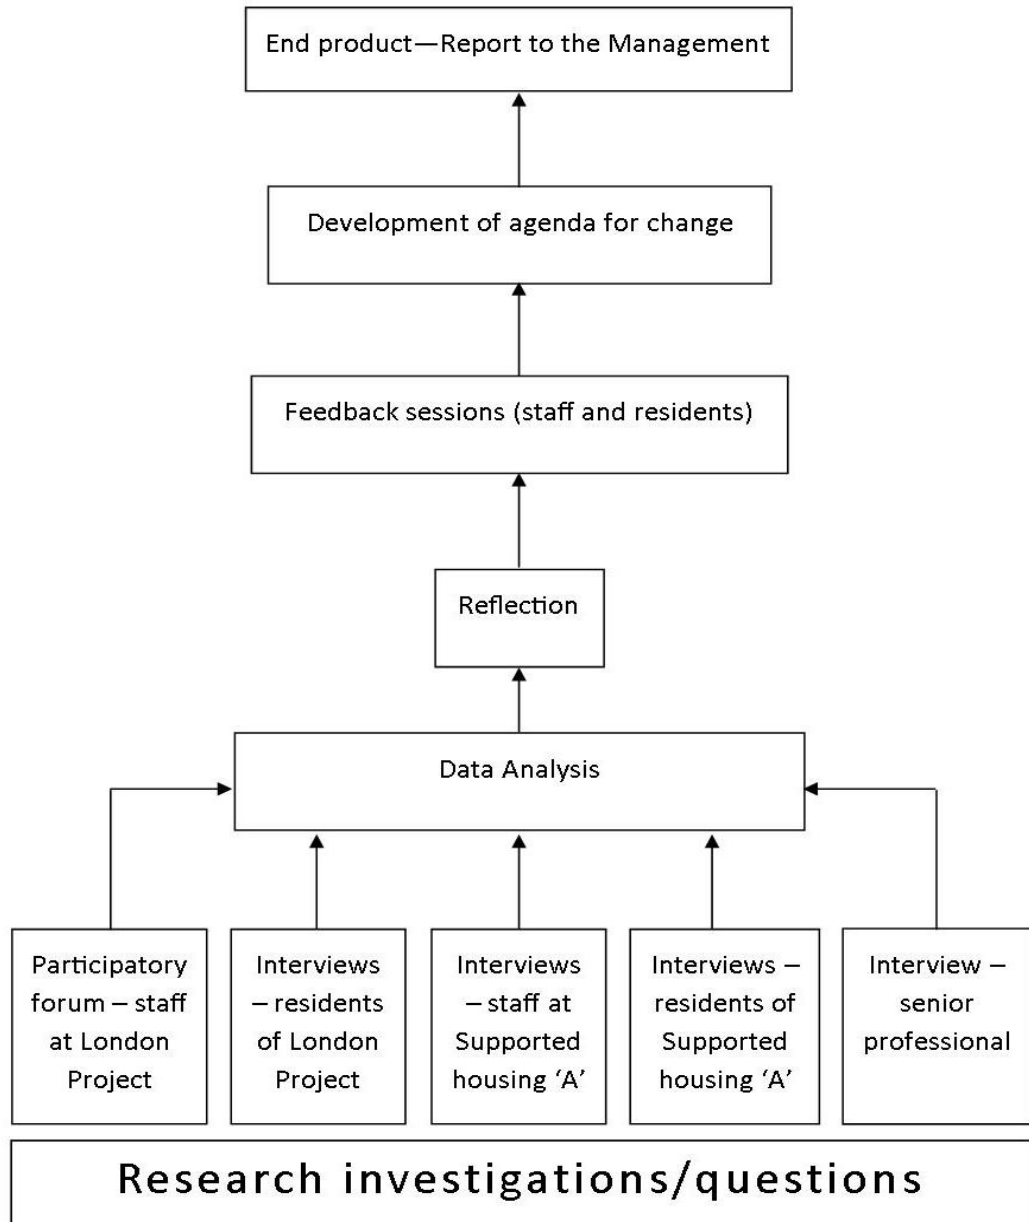 End product—Report to the Management
Development of agenda for change
Feedback sessions (staff and residents)
Reflection
Data Analysis
Participatory
forum – staff
at London
Project
Interviews
– residents
of London
Project
Interviews
– staff at
Supported
housing ‘A’
Interviews –
residents of
Supported
housing ‘A’
Interview –
senior
professional
Research investigations/questions